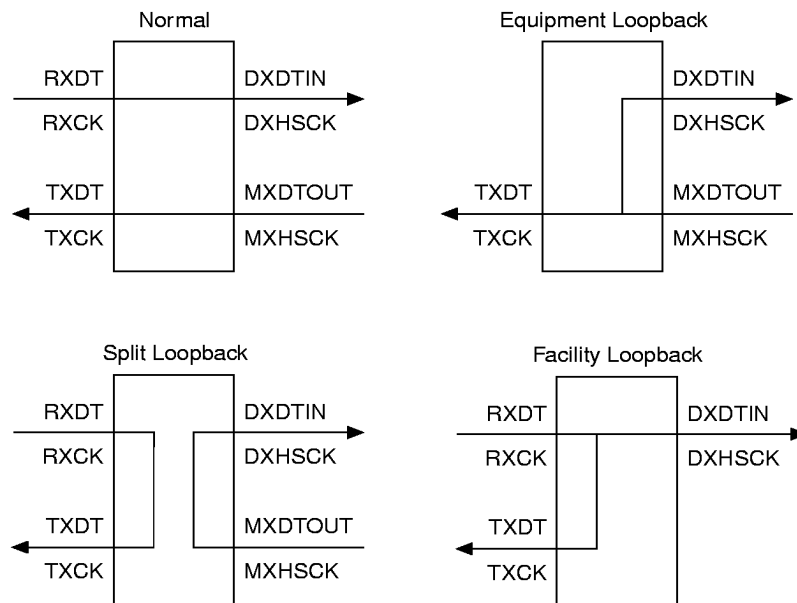 Normal
RXDT
DXDTIN
RXCK
DXHSCK
TXDT
MXDTOUT
TXCK
MXHSCK
Equipment Loopback
DXDTIN
DXHSCK
TXDT
MXDTOUT
TXCK
MXHSCK
Split Loopback
RXDT
DXDTIN
RXCK
DXHSCK
TXDT
MXDTOUT
TXCK
MXHSCK
Facility Loopback
RXDT
DXDTIN
RXCK
DXHSCK
TXDT
TXCK